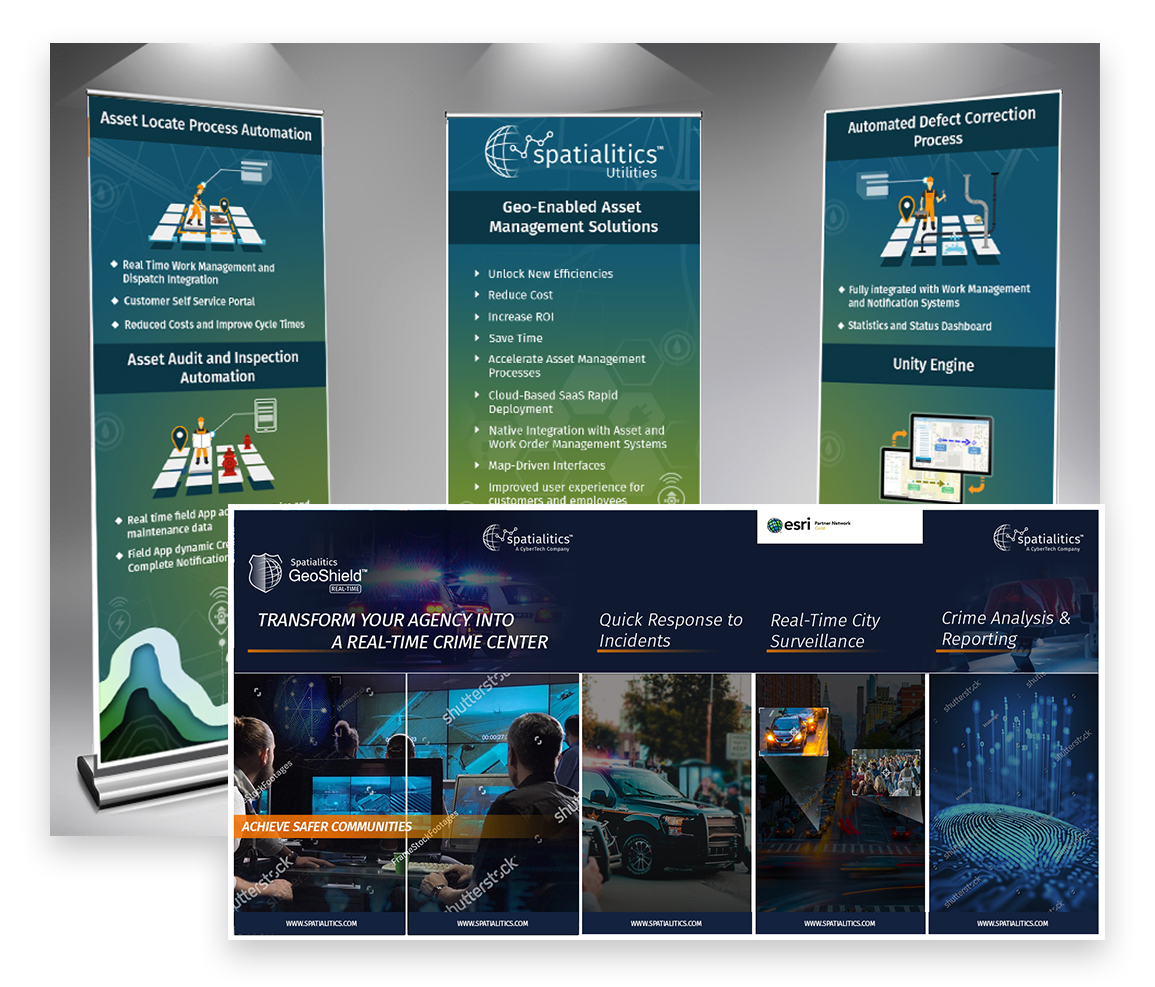 Asset Locate Process Automation
Real Time Work Management and
Dispatch Integration
Customer Self Service Portal
Reduced Costs and Improve Cycle Times
Asset Audit and Inspection
Automation
Real time field App
maintenance data
Field App dynamic
Complete Notification
spatialitics™
Utilities
Geo-Enabled Asset
Management Solutions
Unlock New Efficiencies
Reduce Cost
Increase ROI
Save Time
Accelerate Asset Management
Processes
Cloud-Based SaaS Rapid
Deployment
Native Integration with Asset and
Work Order Management Systems
Map-Driven Interfaces
Improved user experience for
customers and employees
Automated Defect Correction
Process
Fully integrated with Work Management
and Notification Systems
Statistics and Status Dashboard
Unity Engine
spatialitics™
A CyberTech Company
Spatialitics
GeoShield™
REAL-TIME
TRANSFORM YOUR AGENCY INTO
A REAL-TIME CRIME CENTER
Quick Response to
Incidents
esri Partner Network
Gold
Real-Time City
Surveillance
spatialitics™
A CyberTech Company
Crime Analysis &
Reporting
shutterstock
FrameStockFootages
ACHIEVE SAFER COMMUNITIES
shutterstock
shutterstock
shutterstock
shutterstock
shutterstock
WWW.SPATIALITICS.COM
WWW.SPATIALITICS.COM
WWW.SPATIALITICS.COM
WWW.SPATIALITICS.COM
WWW.SPATIALITICS.COM